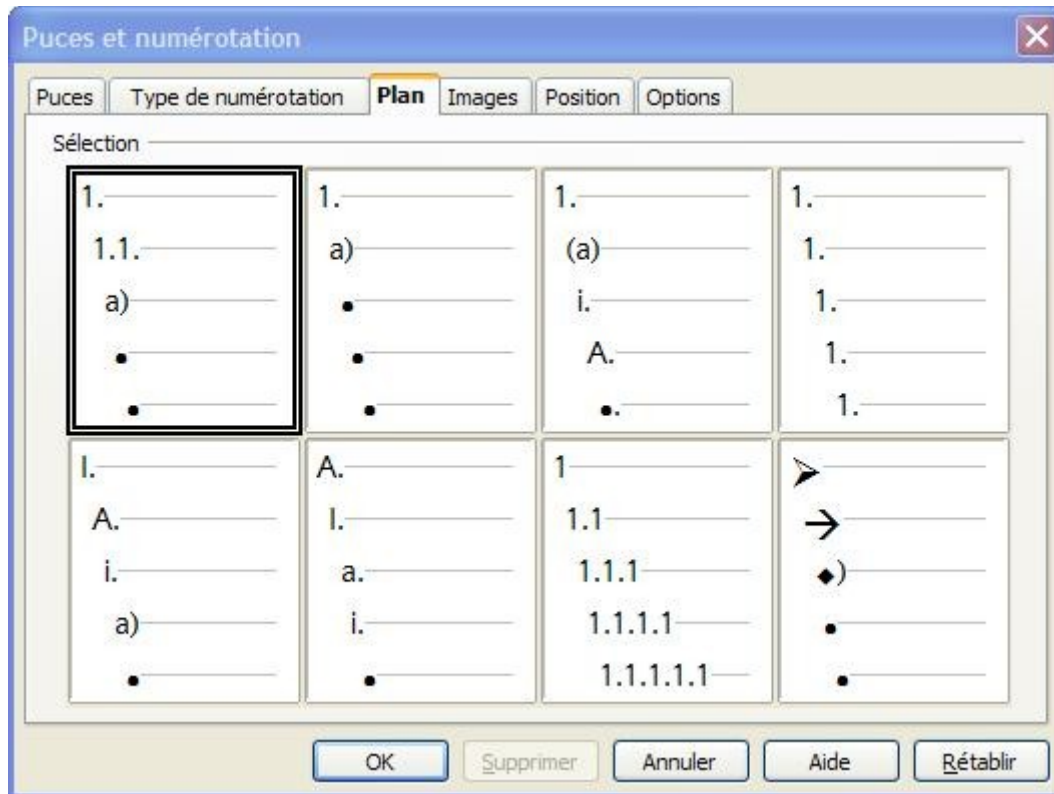 Puces et numérotation
Puces Type de numérotation Plan Images Position Options
Sélection
1.
1.1.
a)
•
•
1.
a)
•
•
•
1.
(a)
i.
A.
•.
1.
1.
1.
1.
1.
I.
A.
i.
a)
•
A.
I.
a.
i.
•
1
1.1
1.1.1
1.1.1.1
1.1.1.1.1
➢
→
◆)
•
•
OK Supprimer Annuler Aide Rétablir